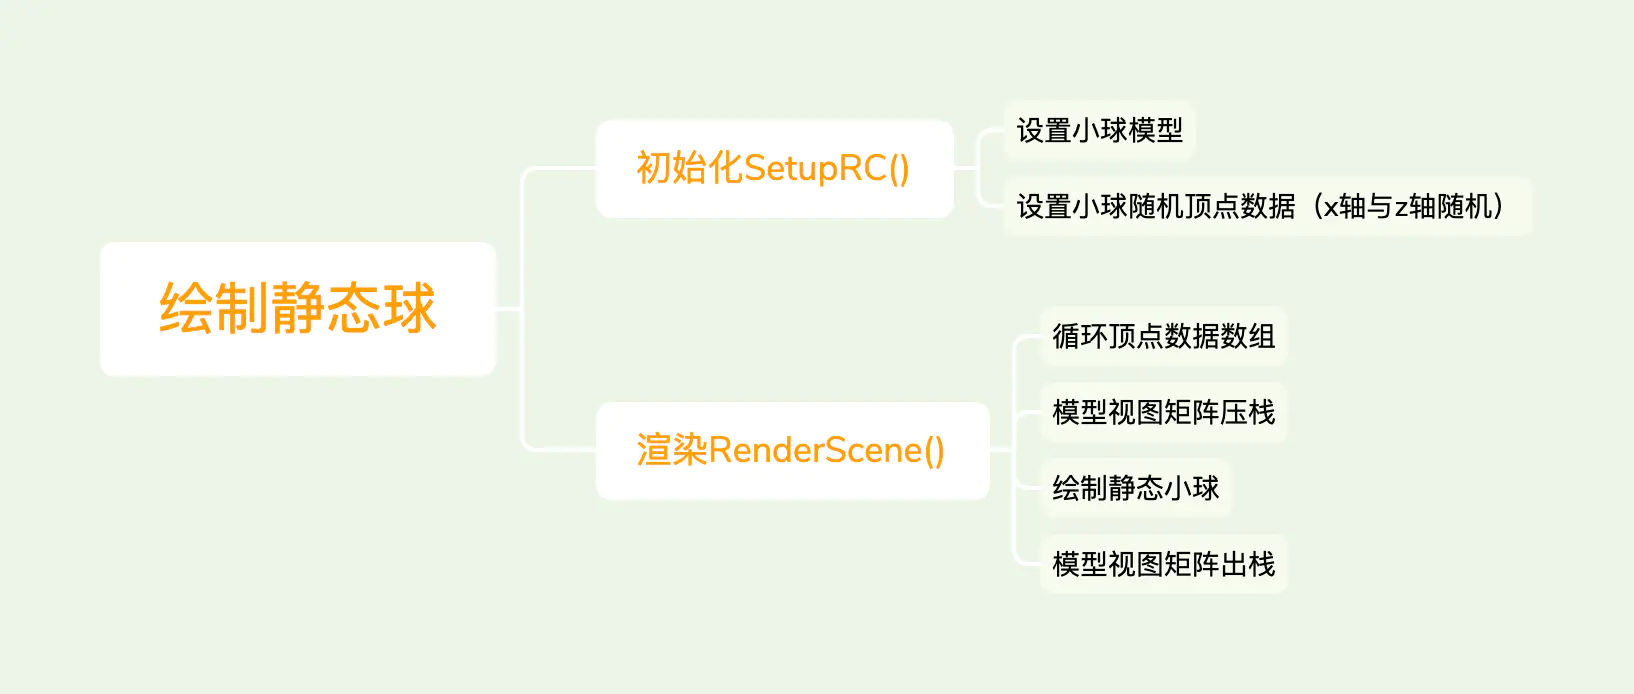 绘制静态球
初始化SetupRC()
设置小球模型
设置小球随机顶点数据（x轴与z轴随机）
渲染RenderScene()
循环顶点数据数组
模型视图矩阵压栈
绘制静态小球
模型视图矩阵出栈